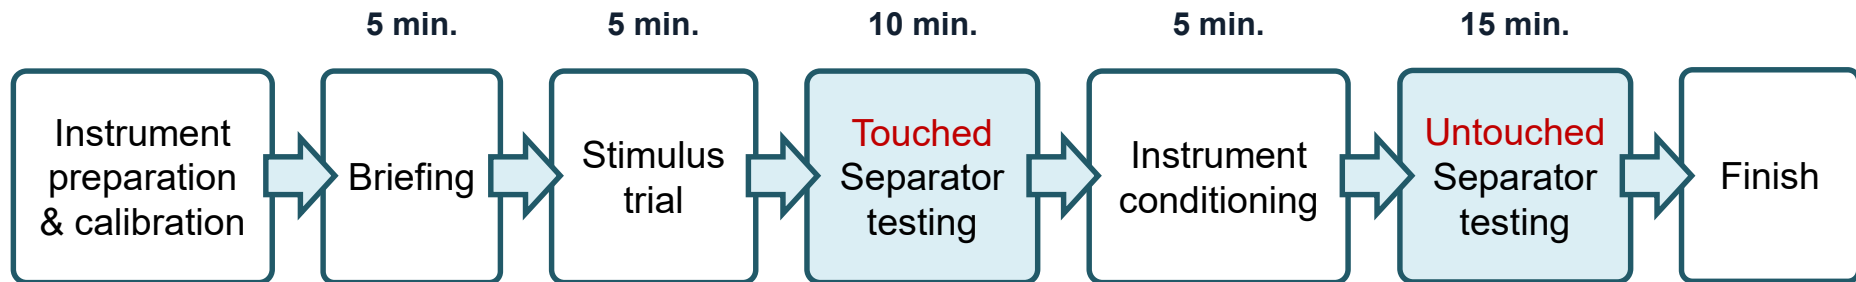 5 min.
5 min.
10 min.
5 min.
15 min.
Instrument
preparation
& calibration
Briefing
Stimulus
trial
Touched
Separator
testing
Instrument
conditioning
Untouched
Separator
testing
Finish